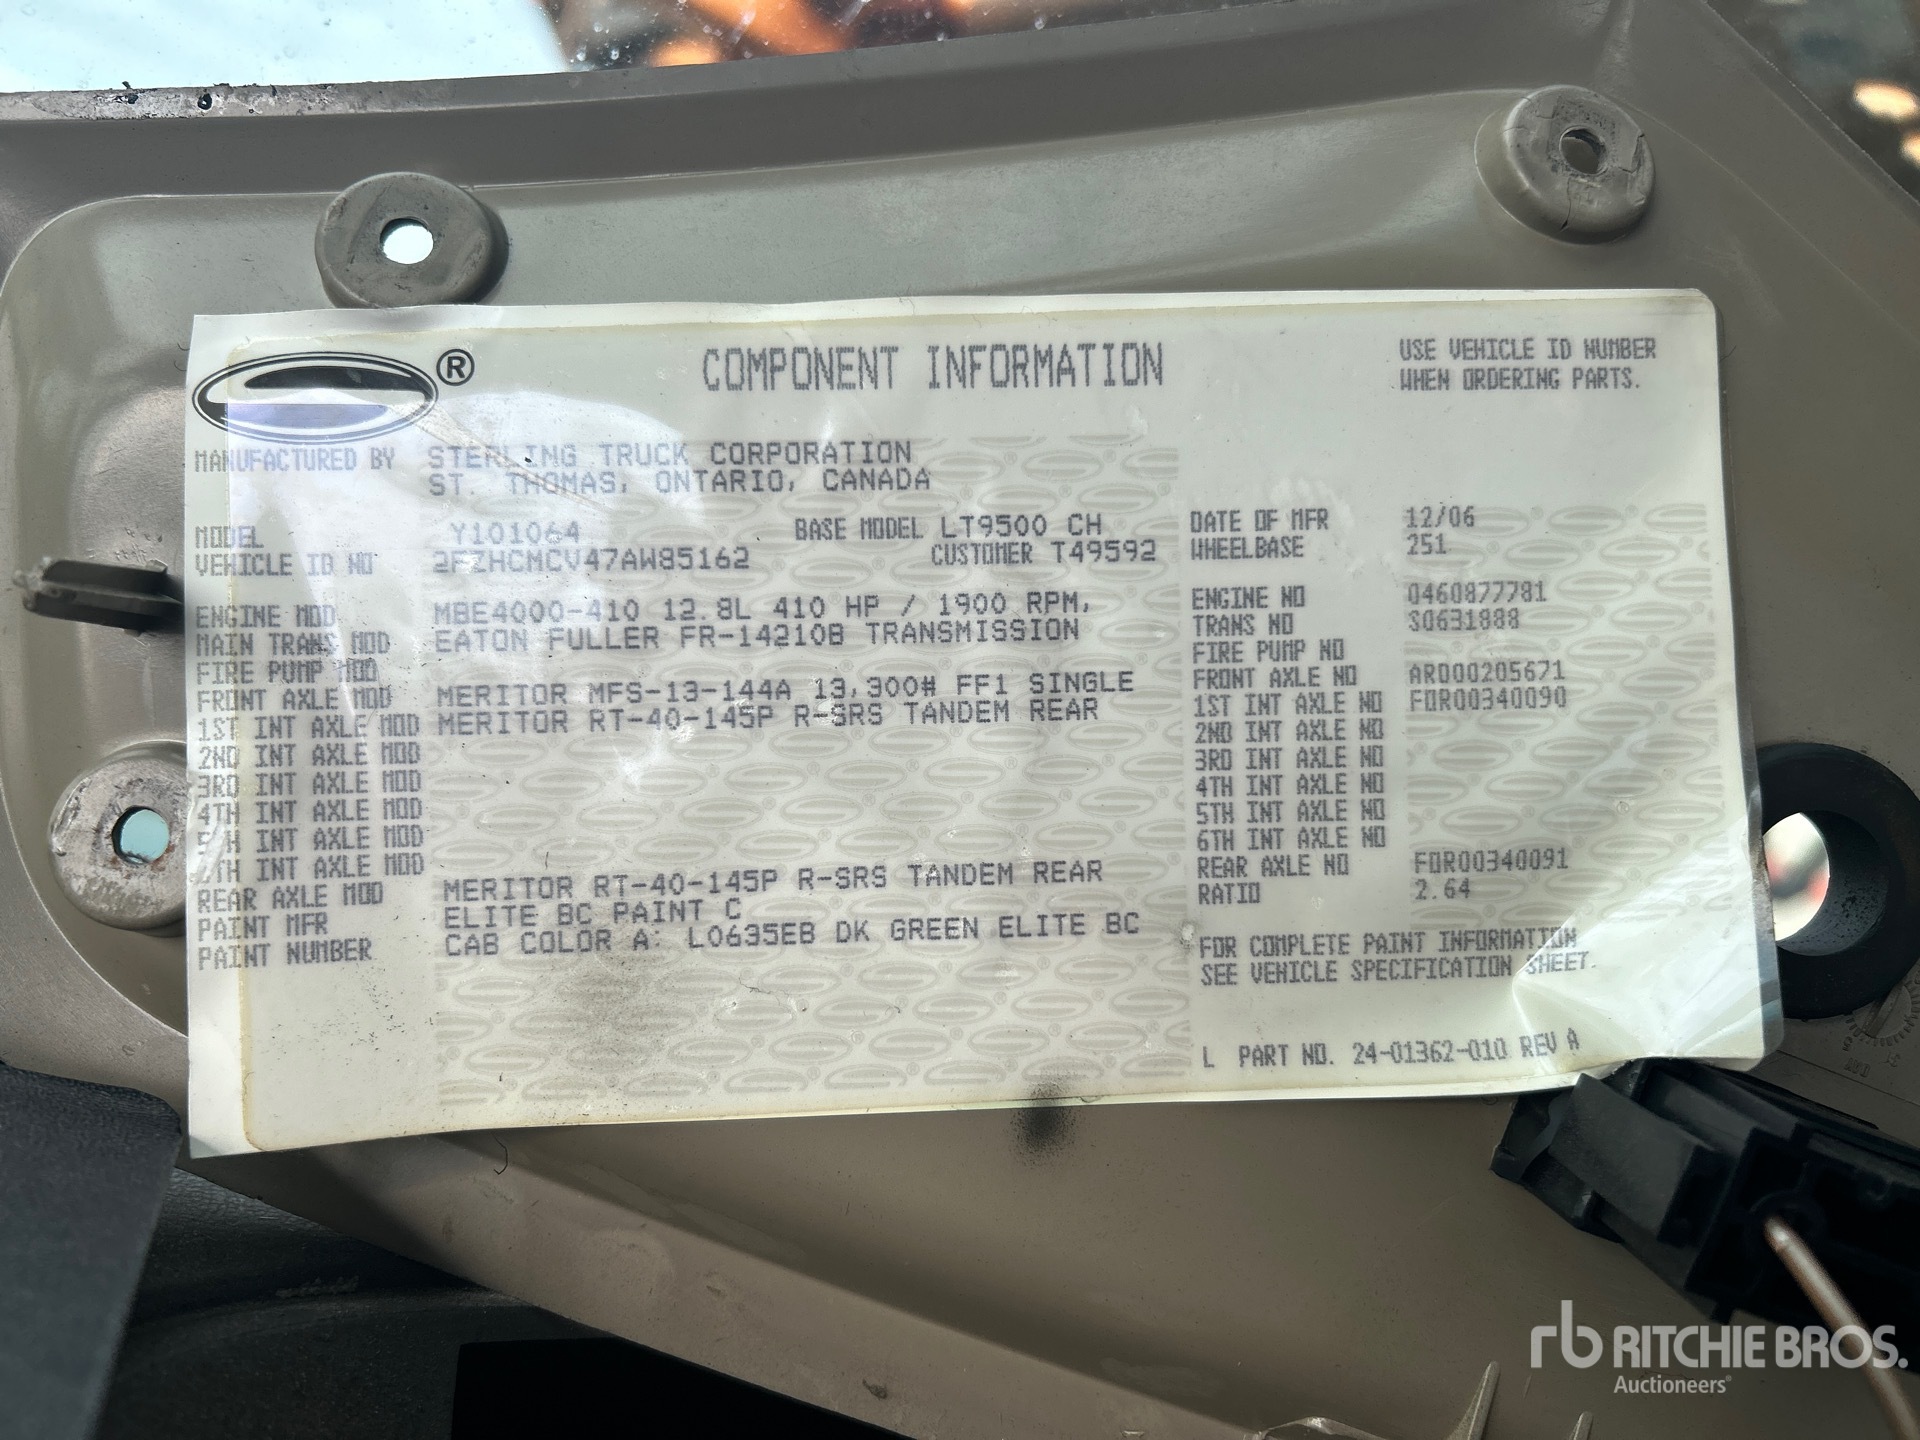 ®
COMPONENT INFORMATION
USE VEHICLE ID NUMBER
WHEN ORDERING PARTS.
MANUFACTURED BY STERLING TRUCK CORPORATION
ST. THOMAS, ONTARIO, CANADA
MODEL Y101064 BASE MODEL LT9500 CH
VEHICLE ID NO 2FZHCMCV47AW85162 CUSTOMER T49592
ENGINE MOD MBE4000-410 12.8L 410 HP / 1900 RPM,
MAIN TRANS MOD EATON FULLER FR-14210B TRANSMISSION
FIRE PUMP MOD
FRONT AXLE MOD MERITOR MFS-13-144A 13,300# FF1 SINGLE
1ST INT AXLE MOD MERITOR RT-40-145P R-SRS TANDEM REAR
2ND INT AXLE MOD
3RD INT AXLE MOD
4TH INT AXLE MOD
5TH INT AXLE MOD
6TH INT AXLE MOD
REAR AXLE MOD MERITOR RT-40-145P R-SRS TANDEM REAR
PAINT MFR ELITE BC PAINT C
PAINT NUMBER CAB COLOR A: L0635EB DK GREEN ELITE BC
DATE OF MFR 12/06
WHEELBASE 251
ENGINE NO 0460877781
TRANS NO S0631888
FIRE PUMP NO
FRONT AXLE NO ARD00205671
1ST INT AXLE NO FOR00340090
2ND INT AXLE NO
3RD INT AXLE NO
4TH INT AXLE NO
5TH INT AXLE NO
6TH INT AXLE NO
REAR AXLE NO FOR00340091
RATIO 2.64
FOR COMPLETE PAINT INFORMATION
SEE VEHICLE SPECIFICATION SHEET.
L PART NO. 24-01362-010 REV A
rb RITCHIE BROS.
Auctioneers®